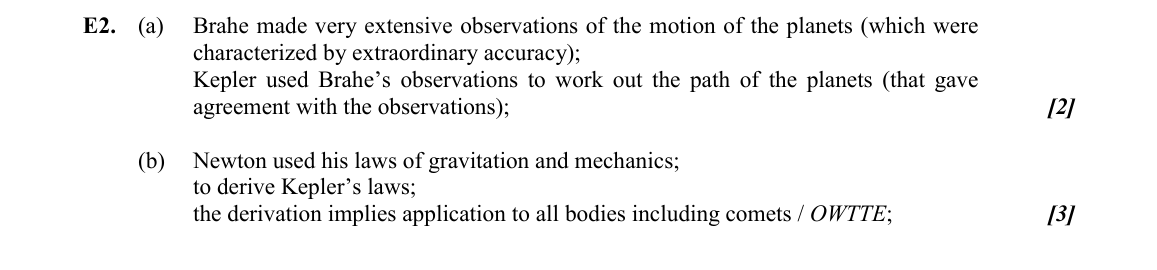 E2. (a) Brahe made very extensive observations of the motion of the planets (which were
characterized by extraordinary accuracy);
Kepler used Brahe’s observations to work out the path of the planets (that gave
agreement with the observations); [2]
(b) Newton used his laws of gravitation and mechanics;
to derive Kepler’s laws;
the derivation implies application to all bodies including comets / OWTTE; [3]